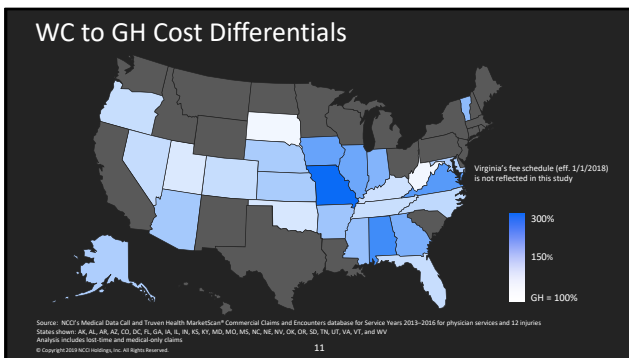 WC to GH Cost Differentials
Virginia's fee schedule (eff. 1/1/2018)
is not reflected in this study
300%
150%
GH = 100%
Source: NCCI's Medical Data Call and Truven Health MarketScan® Commercial Claims and Encounters database for Service Years 2013–2016 for physician services and 12 injuries
States shown: AK, AL, AR, AZ, CO, DC, FL, GA, IA, IL, IN, KS, KY, MD, MO, MS, NC, NE, NV, OK, OR, SD, TN, UT, VA, VT, and WV
Analysis includes lost-time and medical-only claims
© Copyright 2019 NCCI Holdings, Inc. All Rights Reserved.
11